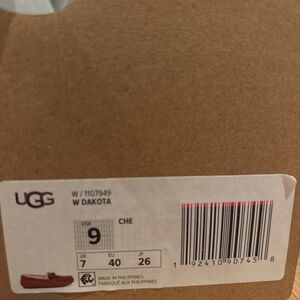 UGG
W / 1107949
W DAKOTA
USA
9
CHE
UK EU JP
7 40 26
MADE IN PHILIPPINES
FABRIQUÉ AUX PHILIPPINES
1 92410 90745 8